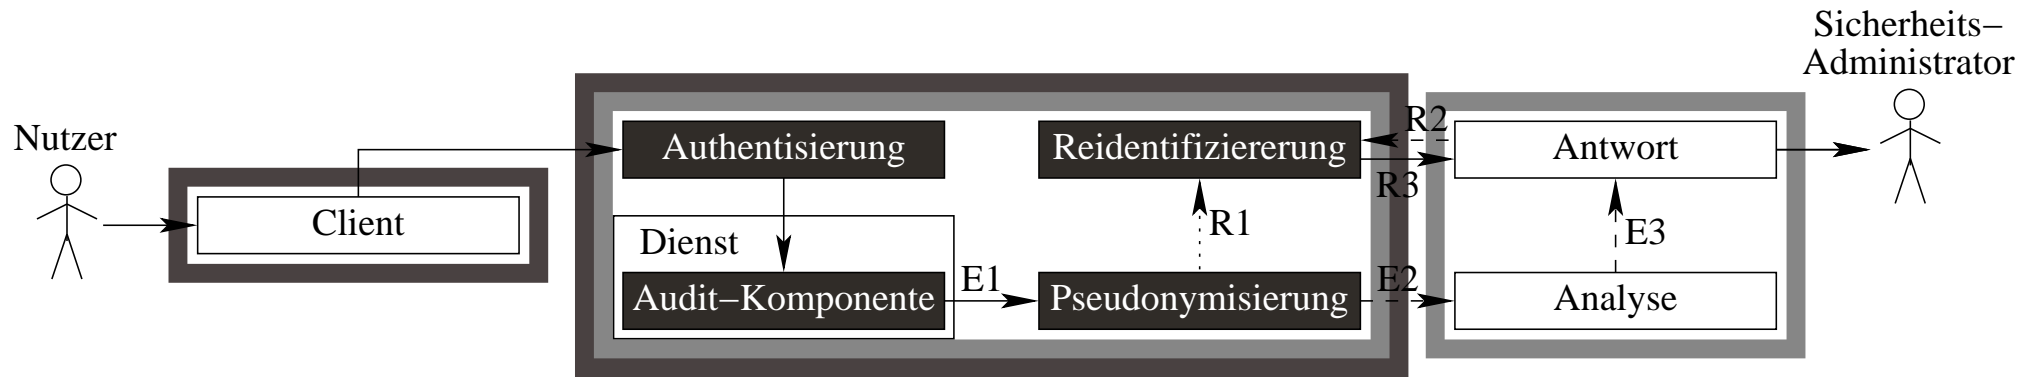 Sicherheits–
Administrator
Nutzer
Client
Authentisierung
Dienst
Audit–Komponente
E1
Reidentifiziererung
R1
Pseudonymisierung
R2
R3
E2
Antwort
E3
Analyse